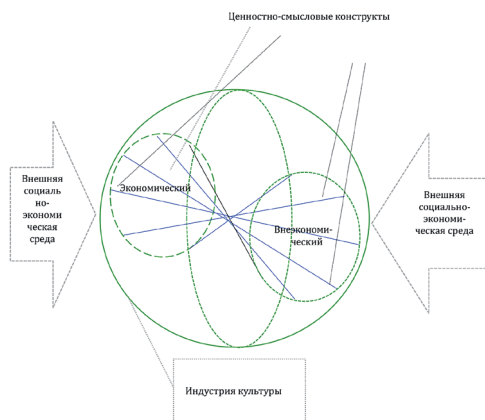 Ценностно-смысловые конструкты
Внешняя
социаль
но-
экономи
ческая
среда
Экономический
Внеэкономи-
ческий
Внешняя
социально-
экономи-
ческая среда
Индустрия культуры